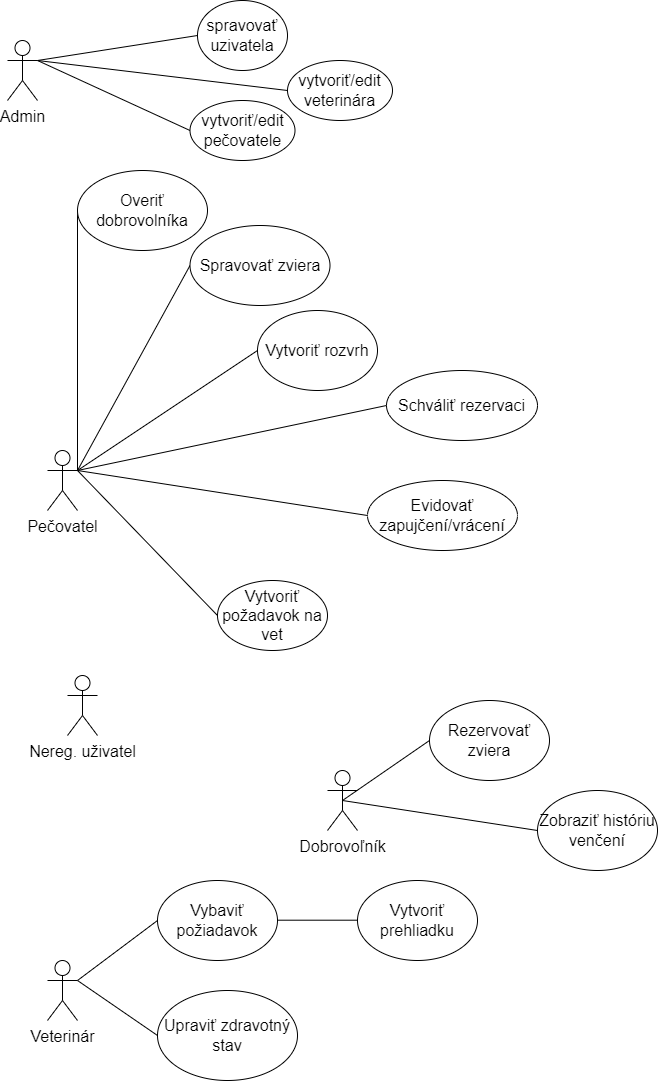 spravovať
uzivatela
Admin
vytvoriť/edit
veterinára
vytvoriť/edit
pečovatele
Overiť
dobrovolníka
Spravovať zviera
Vytvoriť rozvrh
Schváliť rezervaci
Pečovatel
Evidovať
zapujčení/vrácení
Vytvoriť
požadavok na
vet
Nereg. uživatel
Rezervovať
zviera
Dobrovoľník
Zobraziť históriu
venčení
Vybaviť
požiadavok
Vytvoriť
prehliadku
Veterinár
Upraviť zdravotný
stav